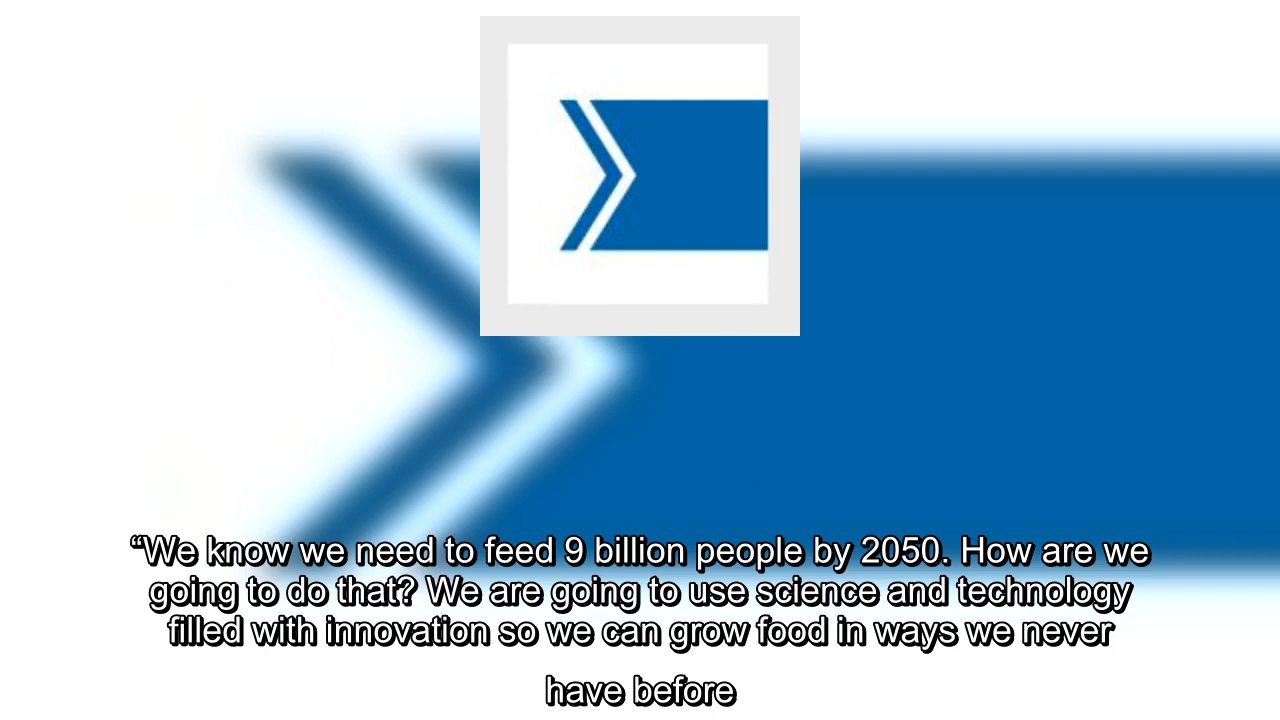 “We know we need to feed 9 billion people by 2050. How are we
going to do that? We are going to use science and technology
filled with innovation so we can grow food in ways we never
have before